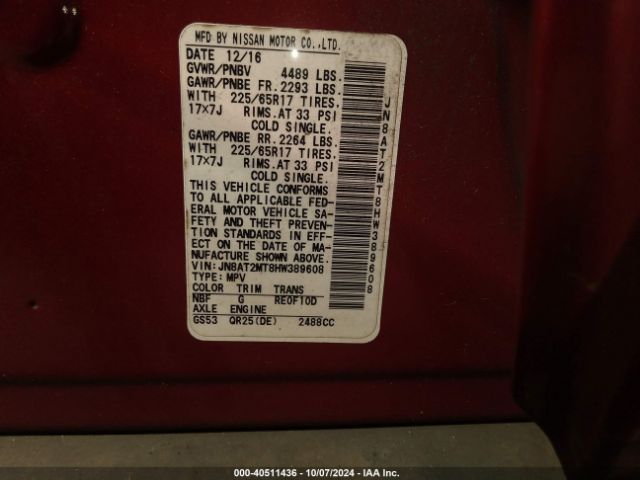 MFD BY NISSAN MOTOR CO.,LTD.
DATE 12/16
GVWR/PNBV 4489 LBS.
GAWR/PNBE FR. 2293 LBS.
WITH 225/65R17 TIRES.
17X7J RIMS.AT 33 PSI
COLD SINGLE.
GAWR/PNBE RR. 2264 LBS.
WITH 225/65R17 TIRES.
17X7J RIMS.AT 33 PSI
COLD SINGLE.
THIS VEHICLE CONFORMS
TO ALL APPLICABLE FED-
ERAL MOTOR VEHICLE SA-
FETY AND THEFT PREVEN-
TION STANDARDS IN EFF-
ECT ON THE DATE OF MA-
NUFACTURE SHOWN ABOVE.
VIN: JN8AT2MT8HW389608
TYPE: MPV
COLOR TRIM TRANS
NBF G RE0F10D
AXLE ENGINE
GS53 QR25(DE) 2488CC
JN8AT2MT8HW389608
000-40511436 - 10/07/2024 - IAA Inc.